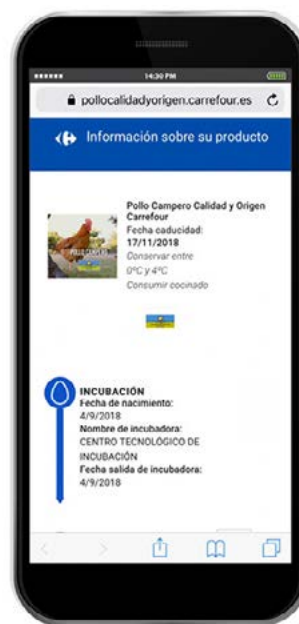 14:30 PM
pollocalidadyorigen.carrefour.es
Información sobre su producto
Pollo Campero Calidad y Origen
Carrefour
Fecha caducidad:
17/11/2018
Conservar entre
0ºC y 4ºC
Consumir cocinado
POLLO CAMPERO
INCUBACIÓN
Fecha de nacimiento:
4/9/2018
Nombre de incubadora:
CENTRO TECNOLÓGICO DE
INCUBACIÓN
Fecha salida de incubadora:
4/9/2018